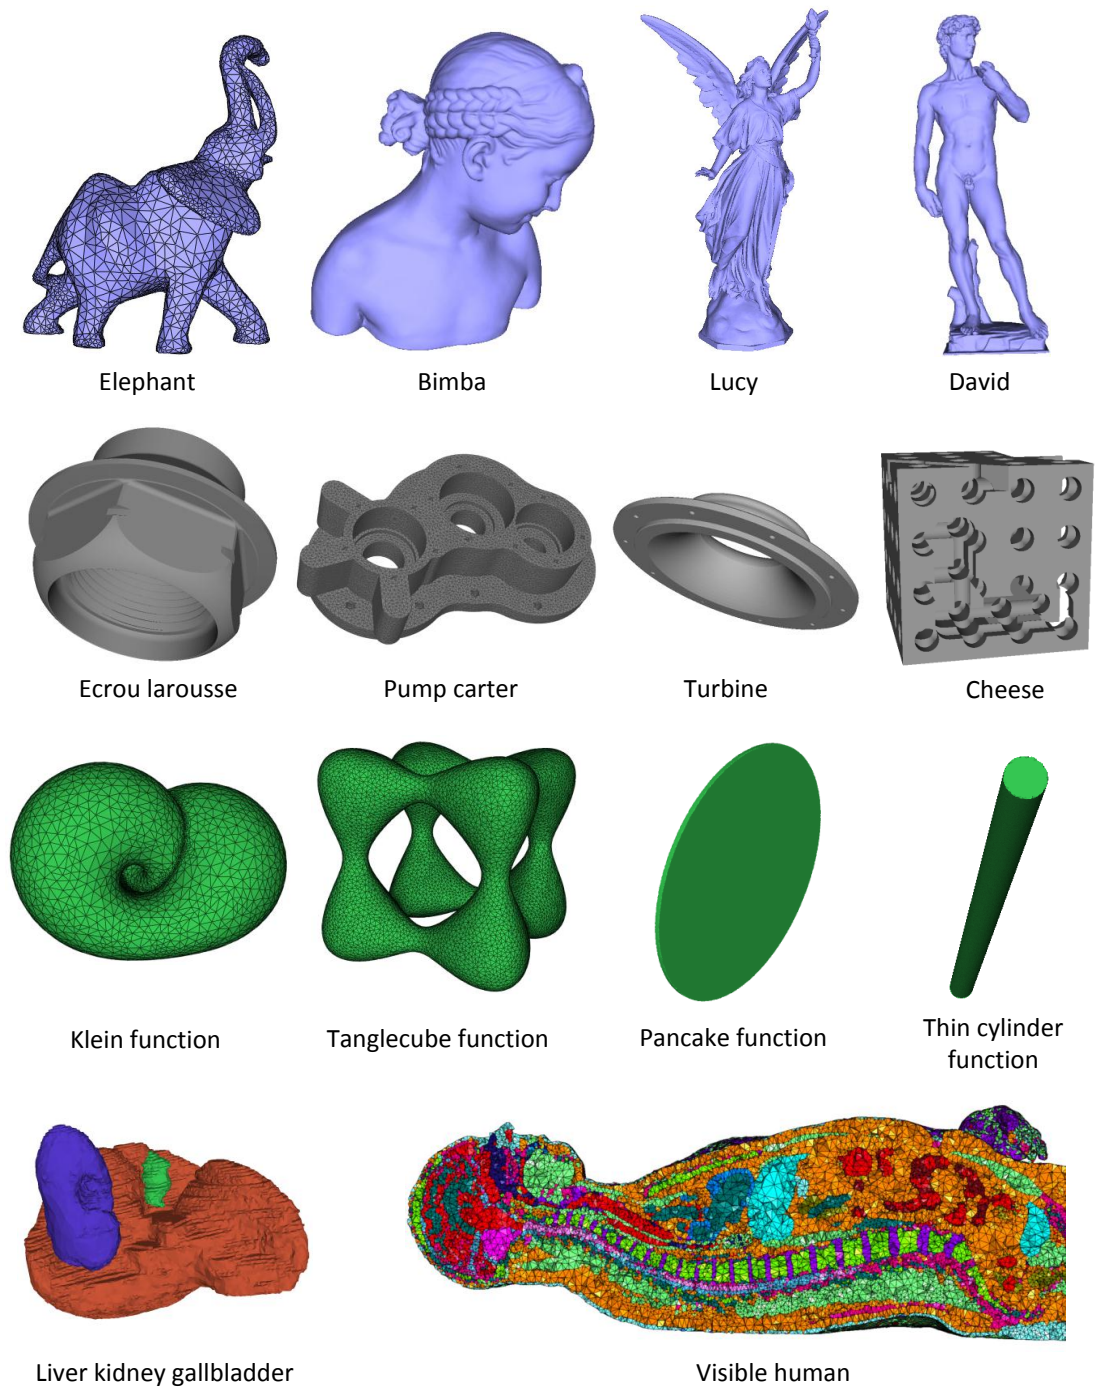 Elephant
Bimba
Lucy
David
Ecrou larousse
Pump carter
Turbine
Cheese
Klein function
Tanglecube function
Pancake function
Thin cylinder
function
Liver kidney gallbladder
Visible human